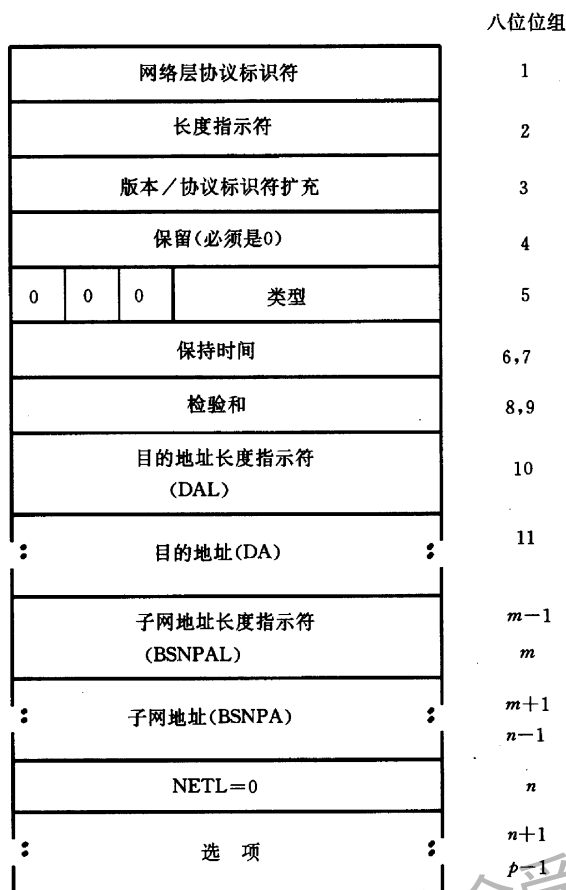 八位位组
网络层协议标识符 1
长度指示符 2
版本/协议标识符扩充 3
保留(必须是0) 4
0 0 0 类型 5
保持时间 6,7
检验和 8,9
目的地址长度指示符 10
(DAL)
目的地址(DA) 11
m-1
子网地址长度指示符
(BSNPAL) m
子网地址(BSNPA) m+1
n-1
NETL=0 n
选 项 n+1
p-1